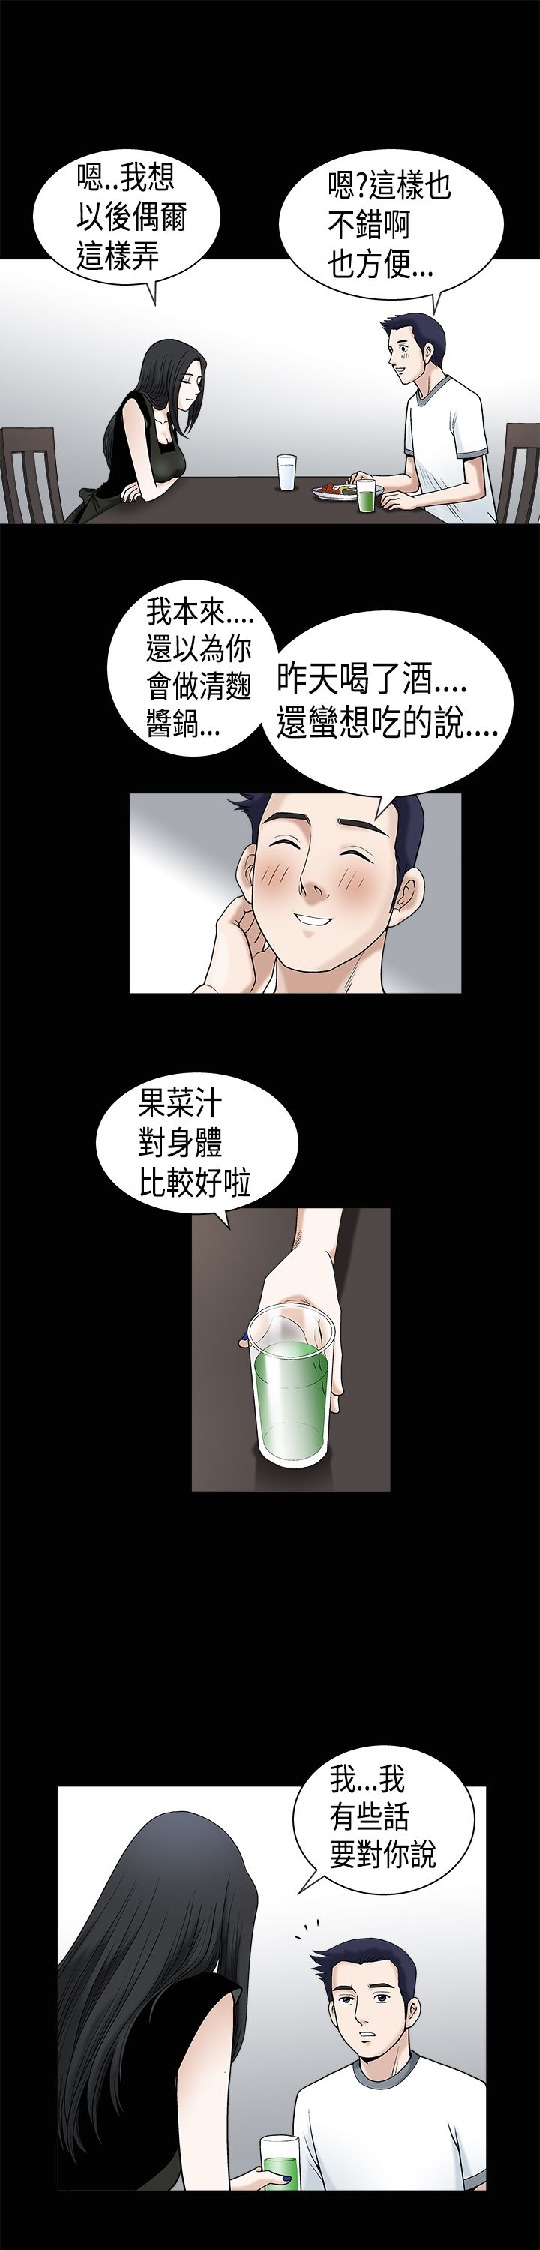 嗯..我想
以後偶爾
這樣弄
嗯?這樣也
不錯啊
也方便...
我本來....
還以為你
會做清麴
醬鍋...
昨天喝了酒....
還蠻想吃的說....
果菜汁
對身體
比較好啦
我...我
有些話
要對你說